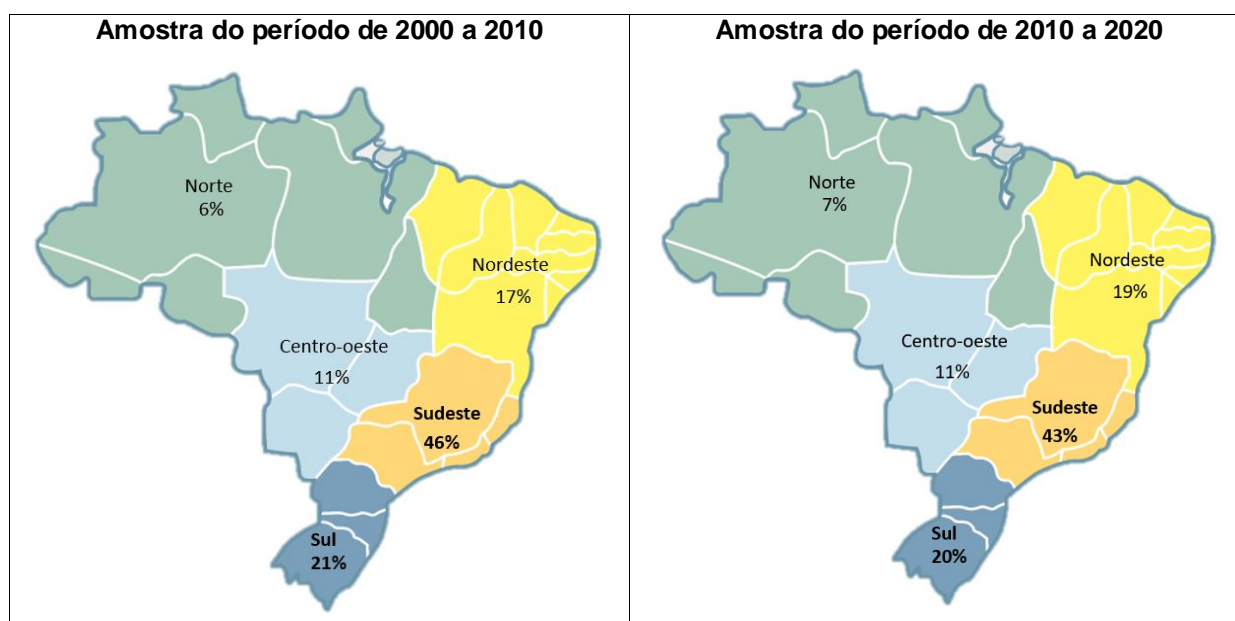 Amostra do período de 2000 a 2010
Norte
6%
Nordeste
17%
Centro-oeste
11%
Sudeste
46%
Sul
21%
Amostra do período de 2010 a 2020
Norte
7%
Nordeste
19%
Centro-oeste
11%
Sudeste
43%
Sul
20%